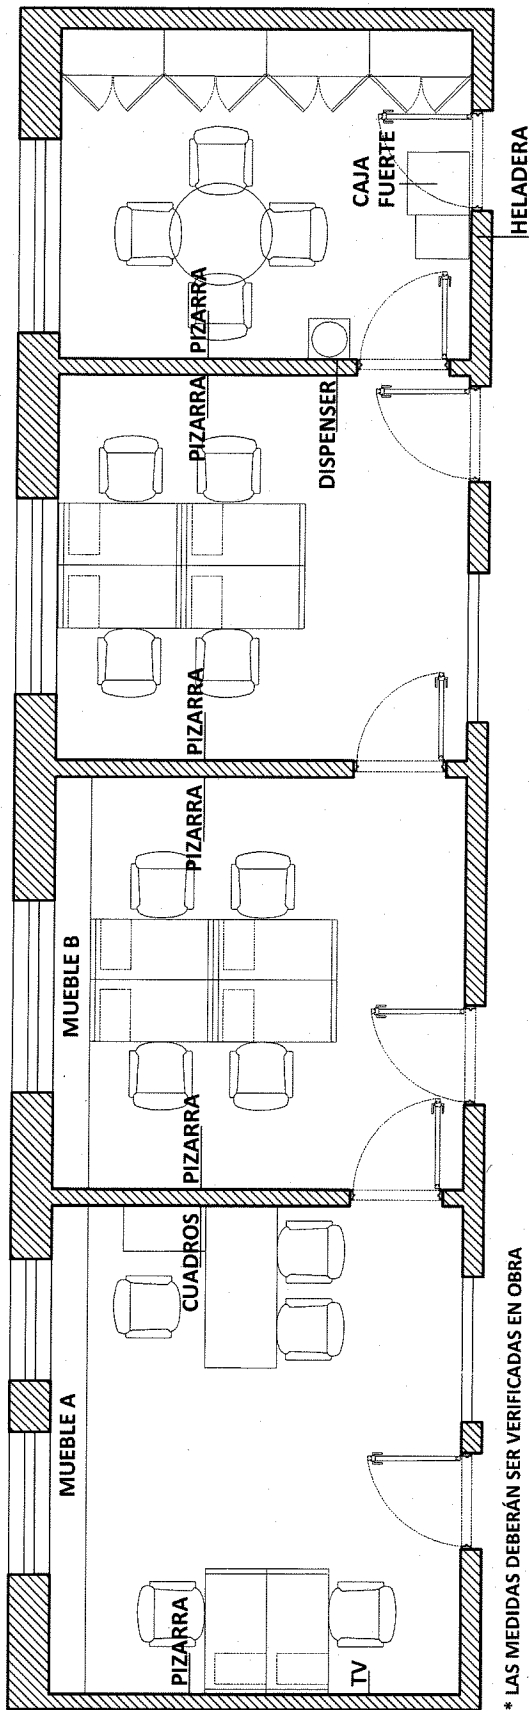 MUEBLE A
MUEBLE B
PIZARRA
TV
CUADROS
PIZARRA
PIZARRA
PIZARRA
PIZARRA
PIZARRA
DISPENSER
CAJA
FUERTE
HELADERA
* LAS MEDIDAS DEBERÁN SER VERIFICADAS EN OBRA